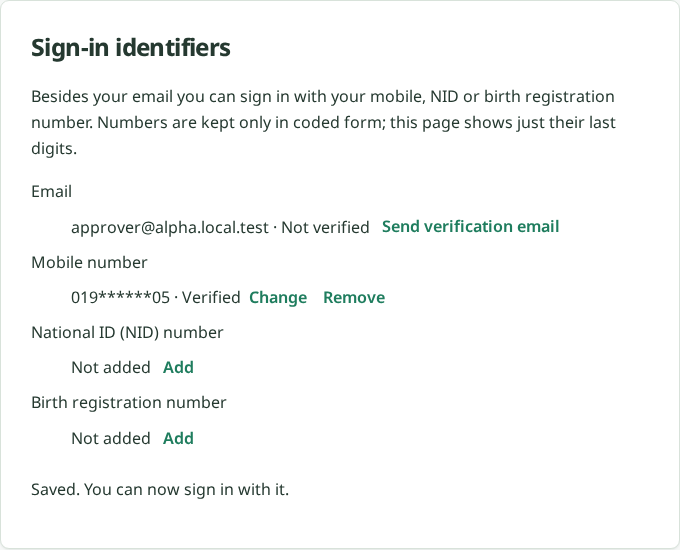 Sign-in identifiers
Besides your email you can sign in with your mobile, NID or birth registration
number. Numbers are kept only in coded form; this page shows just their last
digits.
Email
approver@alpha.local.test · Not verified Send verification email
Mobile number
019******05 · Verified Change Remove
National ID (NID) number
Not added Add
Birth registration number
Not added Add
Saved. You can now sign in with it.